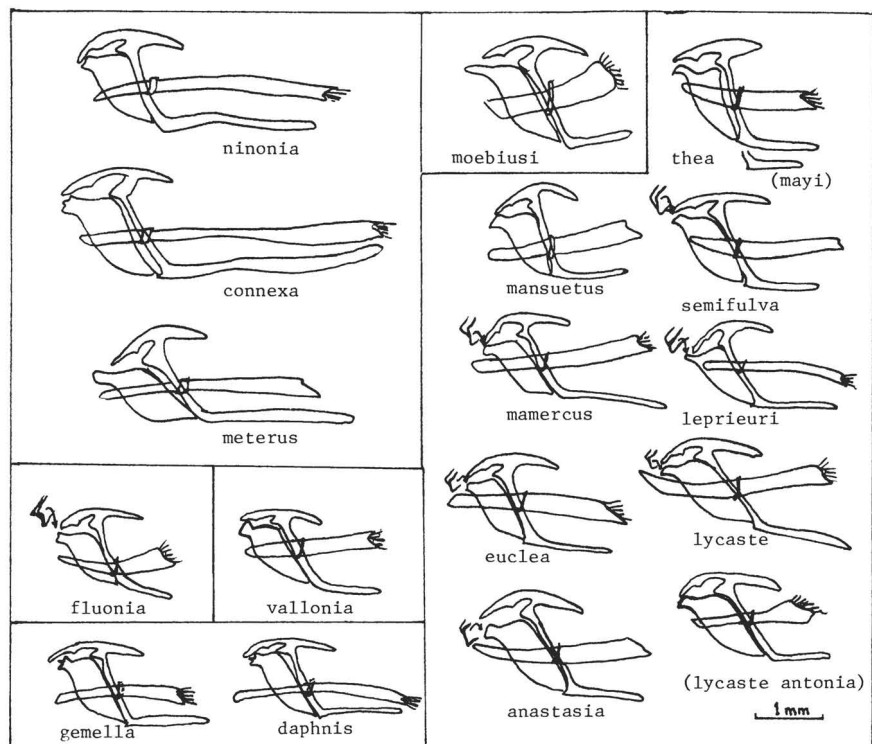 ninonia
connexa
meterus
moebiusi
thea
(mayi)
mansuetus
semifulva
mamercus
leprieuri
euclea
lycaste
anastasia
(lycaste antonia)
1mm
fluonia
vallonia
gemella
daphnis